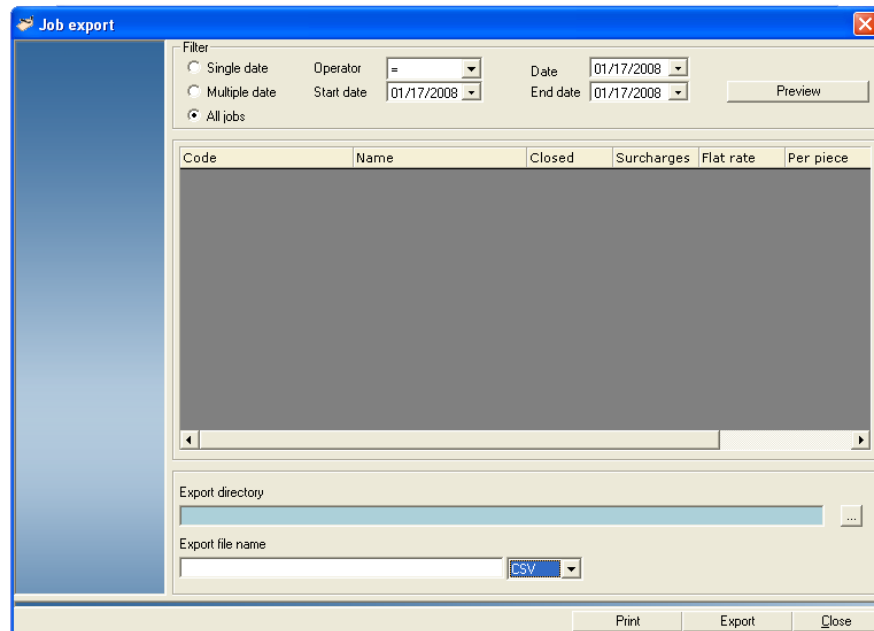 Job export
Filter
Single date Operator = Date 01/17/2008
Multiple date Start date 01/17/2008 End date 01/17/2008 Preview
All jobs
Code Name Closed Surcharges Flat rate Per piece
Export directory
...
Export file name
CSV
Print Export Close